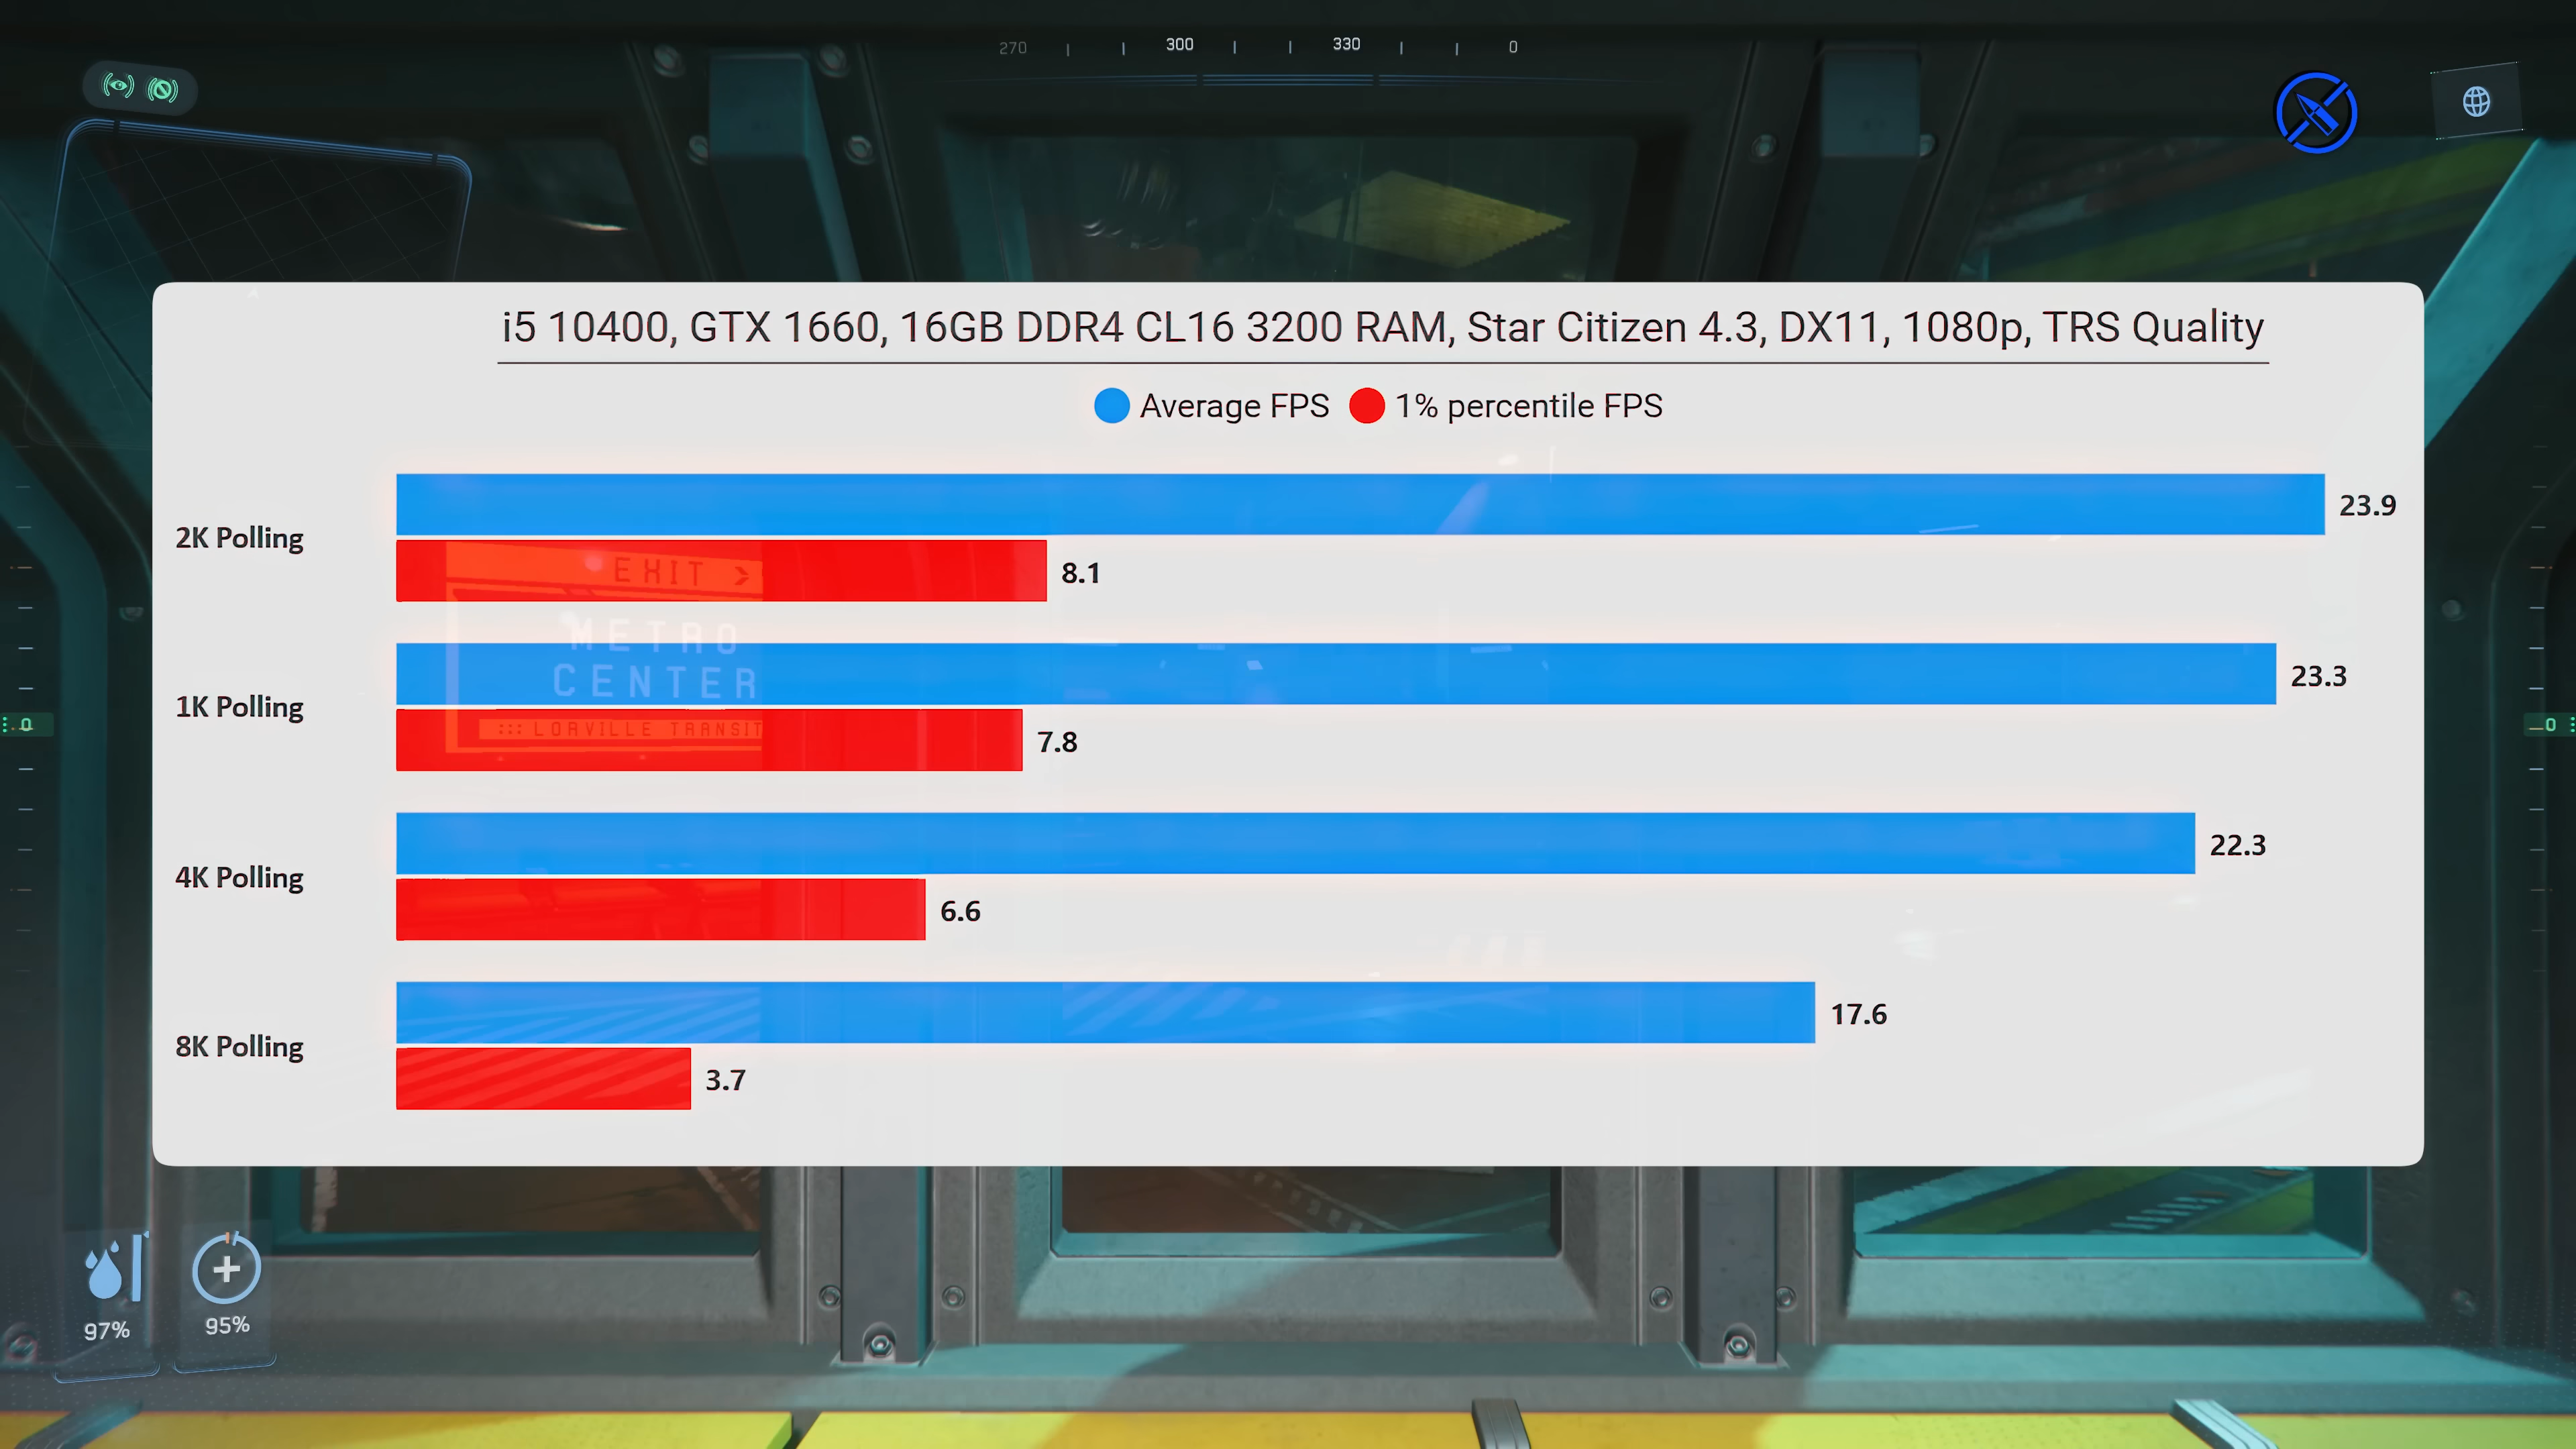 270 300 330 0
i5 10400, GTX 1660, 16GB DDR4 CL16 3200 RAM, Star Citizen 4.3, DX11, 1080p, TRS Quality
Average FPS 1% percentile FPS
2K Polling
23.9
8.1
EXIT >
METRO
CENTER
1K Polling
23.3
7.8
::: LORVILLE TRANSIT
0
0
4K Polling
22.3
6.6
8K Polling
17.6
3.7
97%
95%